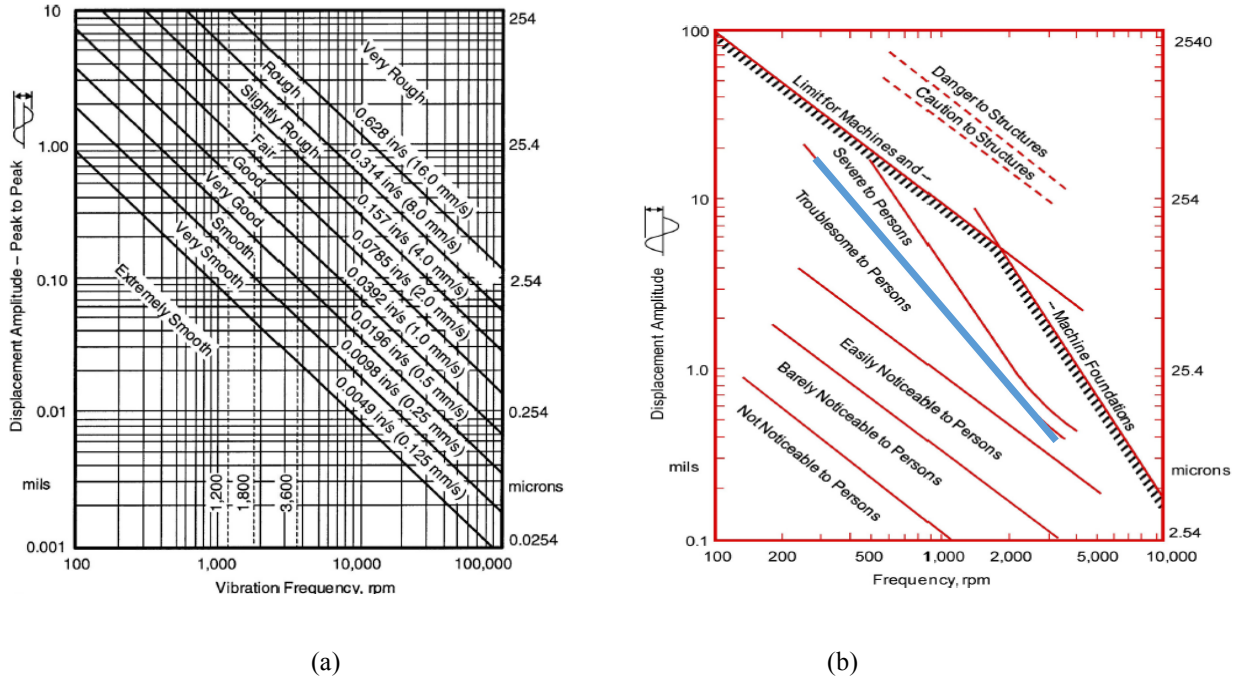 10
1.00
0.10
0.01
0.001
mils
Displacement Amplitude – Peak to Peak
254
25.4
2.54
0.254
0.0254
microns
Very Rough
Rough
Slightly Rough
Fair
Good
Very Good
Smooth
Very Smooth
Extremely Smooth
0.628 in/s (16.0 mm/s)
0.314 in/s (8.0 mm/s)
0.157 in/s (4.0 mm/s)
0.0785 in/s (2.0 mm/s)
0.0392 in/s (1.0 mm/s)
0.0196 in/s (0.5 mm/s)
0.0098 in/s (0.25 mm/s)
0.0049 in/s (0.125 mm/s)
1,200
1,800
3,600
100
1,000
10,000
100,000
Vibration Frequency, rpm
(a)
100
10
1.0
0.1
mils
Displacement Amplitude
2540
254
25.4
2.54
microns
Danger to Structures
Caution to Structures
Limit for Machines and –
– Machine Foundations
Severe to Persons
Troublesome to Persons
Easily Noticeable to Persons
Barely Noticeable to Persons
Not Noticeable to Persons
100
200
500
1,000
2,000
5,000
10,000
Frequency, rpm
(b)